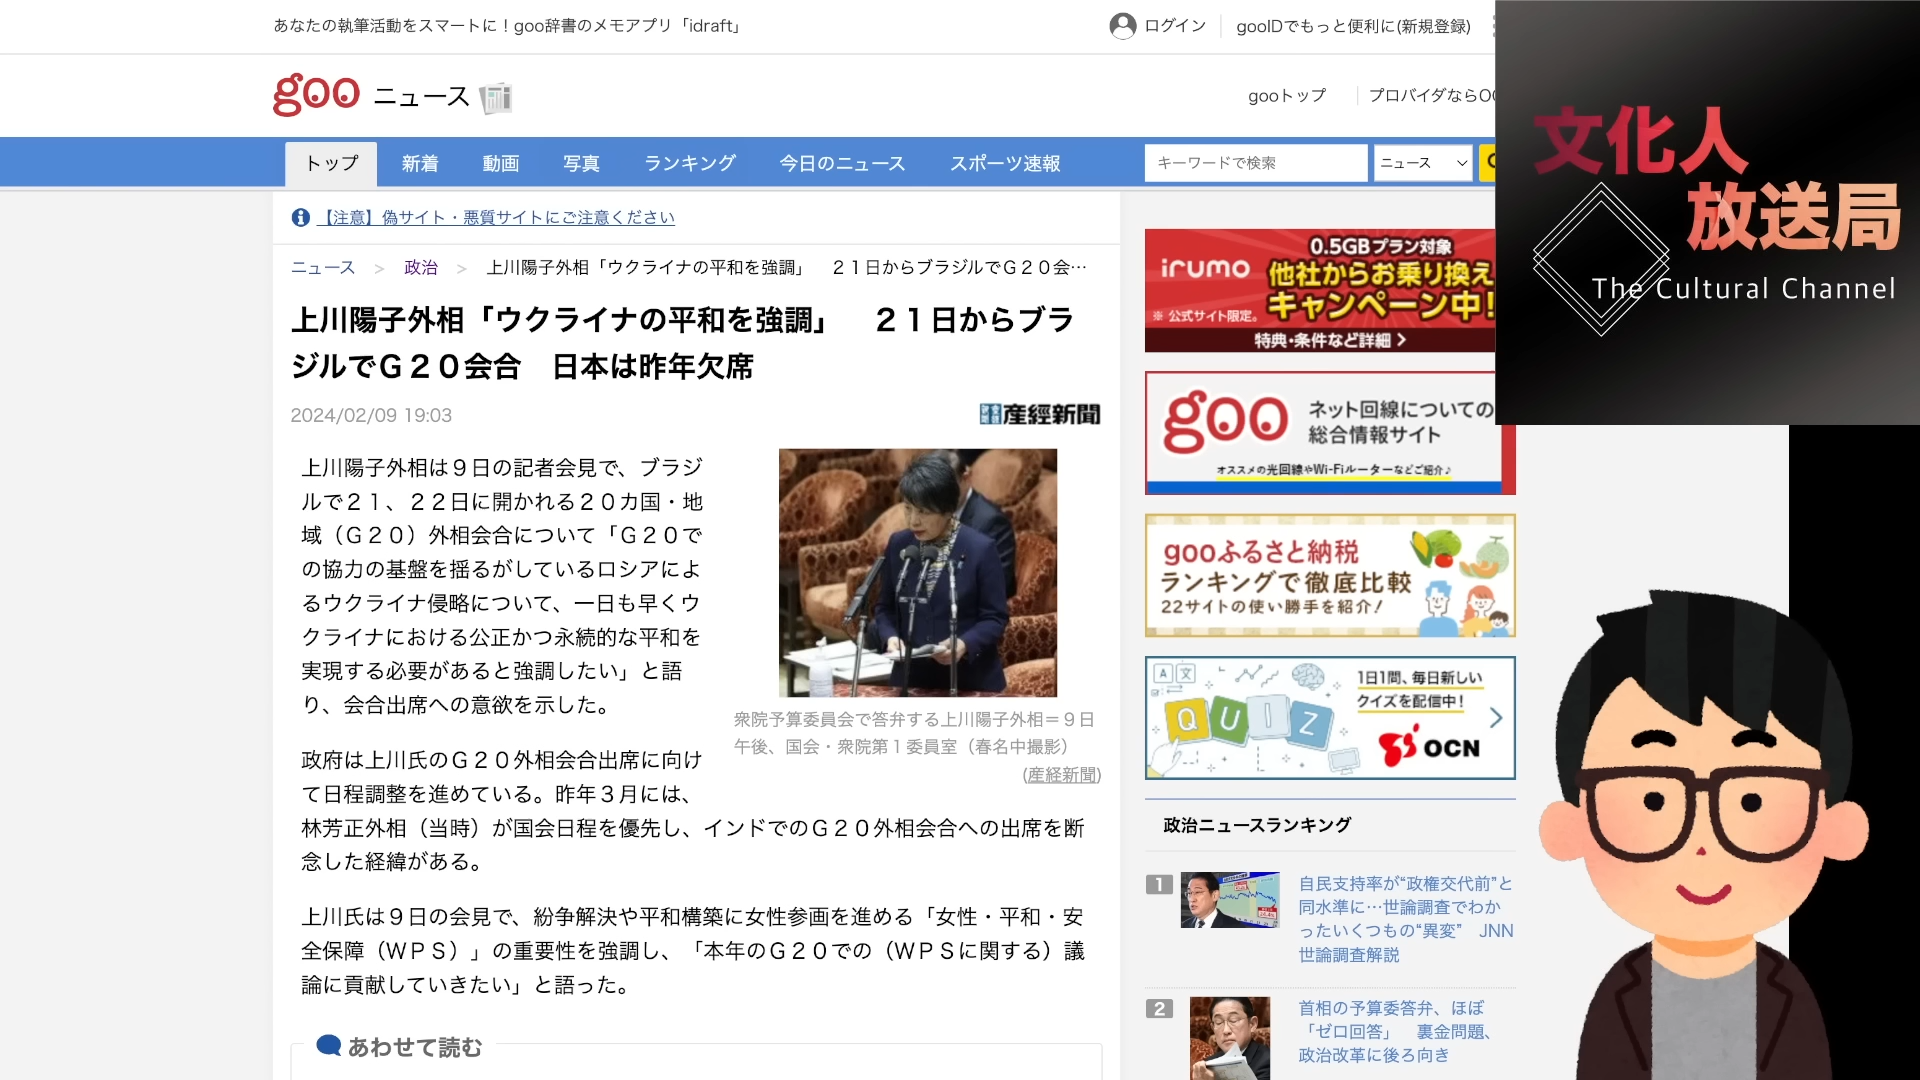 あなたの執筆活動をスマートに！goo辞書のメモアプリ「idraft」
ログイン
gooIDでもっと便利に(新規登録)
goo ニュース
gooトップ
プロバイダならOC
トップ
新着
動画
写真
ランキング
今日のニュース
スポーツ速報
キーワードで検索
ニュース
【注意】偽サイト・悪質サイトにご注意ください
ニュース > 政治 > 上川陽子外相「ウクライナの平和を強調」　２１日からブラジルでＧ２０会…
上川陽子外相「ウクライナの平和を強調」　２１日からブラ
ジルでＧ２０会合　日本は昨年欠席
2024/02/09 19:03
産経新聞
上川陽子外相は９日の記者会見で、ブラジ
ルで２１、２２日に開かれる２０カ国・地
域（Ｇ２０）外相会合について「Ｇ２０で
の協力の基盤を揺るがしているロシアによ
るウクライナ侵略について、一日も早くウ
クライナにおける公正かつ永続的な平和を
実現する必要があると強調したい」と語
り、会合出席への意欲を示した。
衆院予算委員会で答弁する上川陽子外相＝９日
午後、国会・衆院第１委員室（春名中撮影）
(産経新聞)
政府は上川氏のＧ２０外相会合出席に向け
て日程調整を進めている。昨年３月には、
林芳正外相（当時）が国会日程を優先し、インドでのＧ２０外相会合への出席を断
念した経緯がある。
上川氏は９日の会見で、紛争解決や平和構築に女性参画を進める「女性・平和・安
全保障（ＷＰＳ）」の重要性を強調し、「本年のＧ２０での（ＷＰＳに関する）議
論に貢献していきたい」と語った。
あわせて読む
irumo
0.5GBプラン対象
他社からお乗り換え
キャンペーン中!
※ 公式サイト限定。
特典・条件など詳細 >
goo
ネット回線についての
総合情報サイト
オススメの光回線やWi-Fiルーターなどご紹介♪
gooふるさと納税
ランキングで徹底比較
22サイトの使い勝手を紹介!
A 文
QUIZ
1日1問、毎日新しい
クイズを配信中!
OCN
政治ニュースランキング
1
自民支持率が“政権交代前”と
同水準に…世論調査でわか
ったいくつもの“異変”　JNN
世論調査解説
2
首相の予算委答弁、ほぼ
「ゼロ回答」　裏金問題、
政治改革に後ろ向き
文化人
放送局
The Cultural Channel